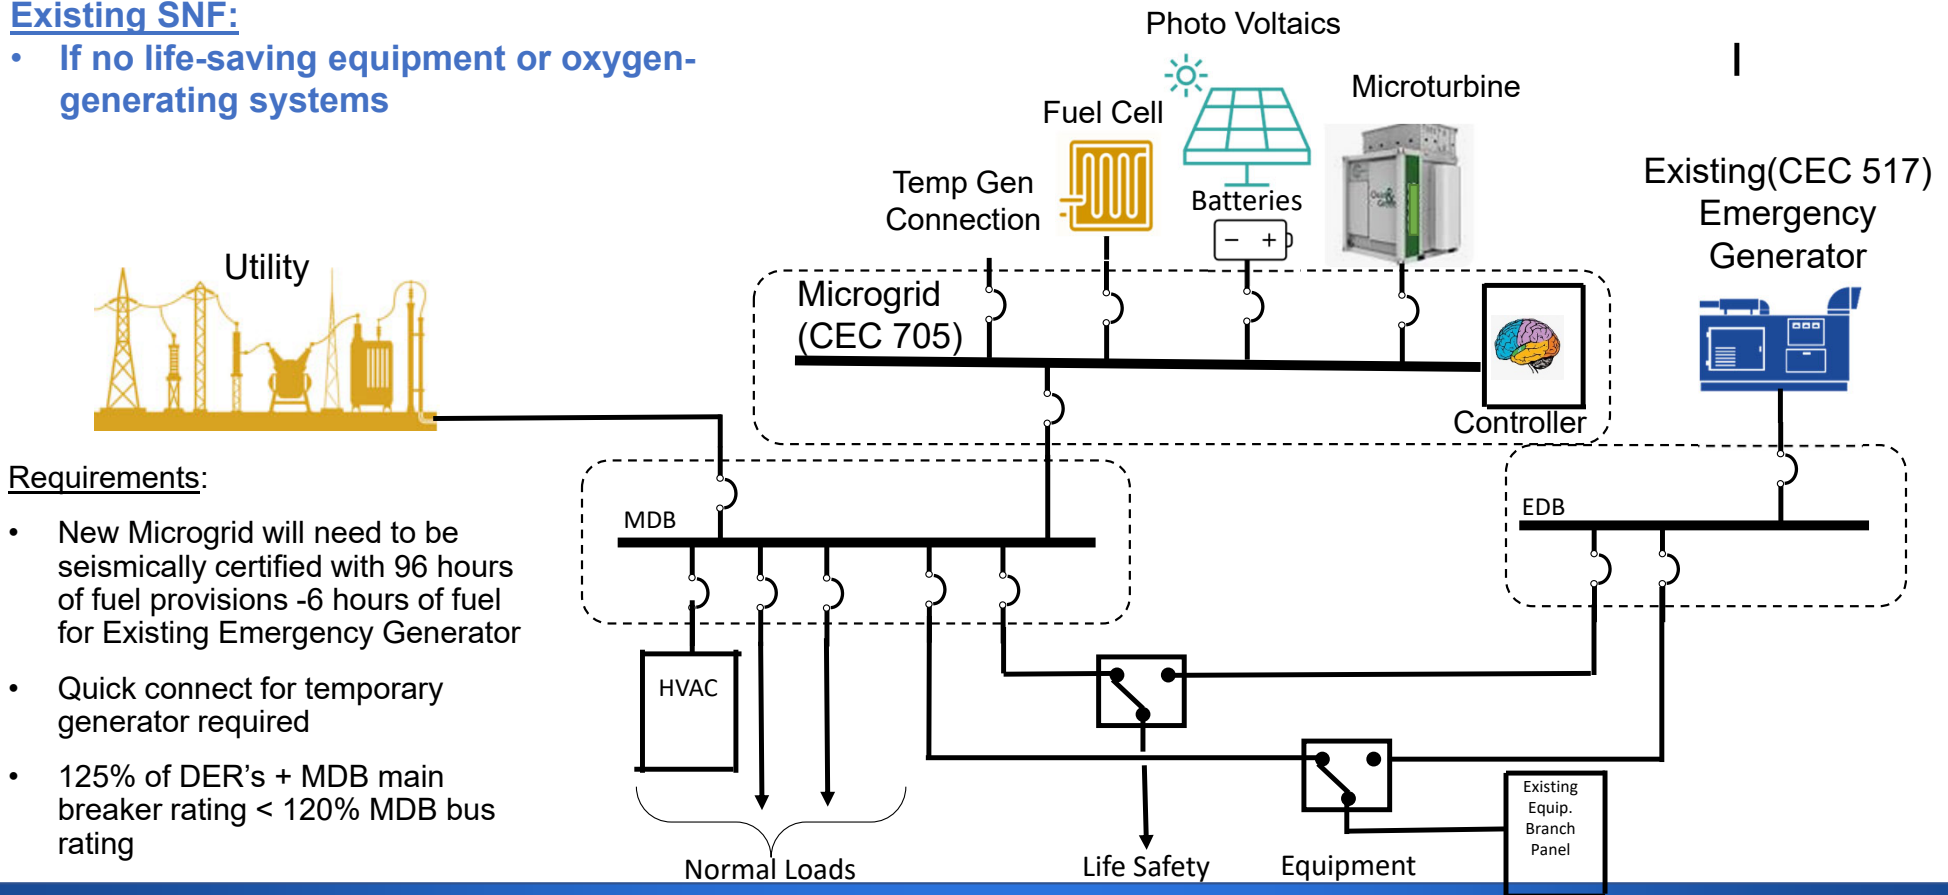 Existing SNF:
• If no life-saving equipment or oxygen-
generating systems
Photo Voltaics
I
Microturbine
Fuel Cell
Existing(CEC 517)
Emergency
Generator
Temp Gen
Connection
Batteries
− +
Utility
Microgrid
(CEC 705)
Controller
Requirements:
• New Microgrid will need to be
seismically certified with 96 hours
of fuel provisions -6 hours of fuel
for Existing Emergency Generator
• Quick connect for temporary
generator required
• 125% of DER's + MDB main
breaker rating < 120% MDB bus
rating
MDB
EDB
HVAC
Existing
Equip.
Branch
Panel
Normal Loads
Life Safety
Equipment